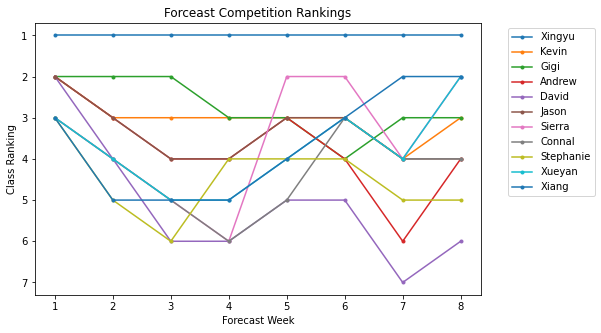 Forceast Competition Rankings
Class Ranking
1
2
3
4
5
6
7
1 2 3 4 5 6 7 8
Forecast Week
Xingyu
Kevin
Gigi
Andrew
David
Jason
Sierra
Connal
Stephanie
Xueyan
Xiang